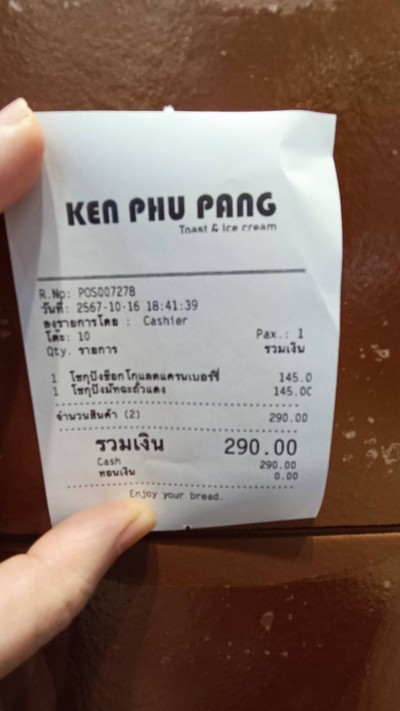 KEN PHU PANG
Toast & Ice cream
R.No: POS007278
วันที่: 2567-10-16 18:41:39
ลงรายการโดย : Cashier
โต๊ะ: 10 Pax.: 1
Qty. รายการ รวมเงิน
1 โชกุปังช็อกโกแลตแครนเบอร์รี่ 145.0
1 โชกุปังมัทฉะถั่วแดง 145.00
จำนวนสินค้า (2) 290.00
รวมเงิน 290.00
Cash 290.00
ทอนเงิน 0.00
Enjoy your bread.